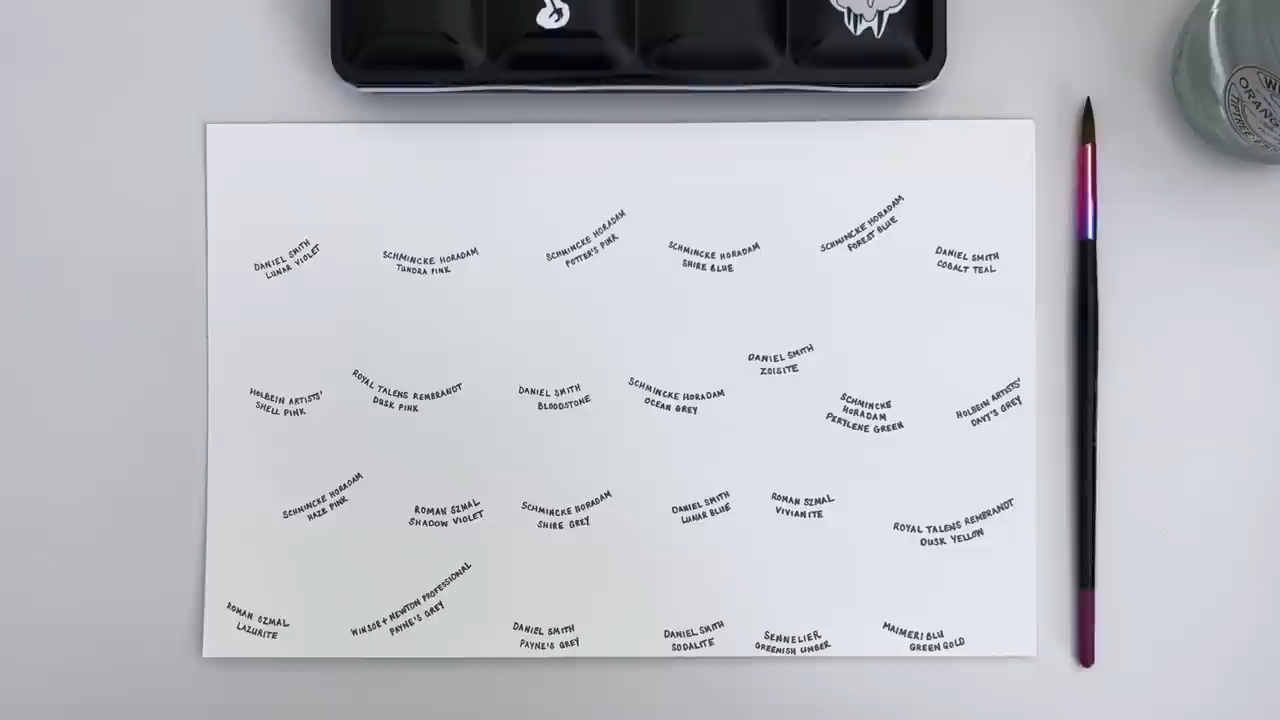 DANIEL SMITH
LUNAR VIOLET
SCHMINCKE HORADAM
TUNDRA PINK
SCHMINCKE HORADAM
POTTER'S PINK
SCHMINCKE HORADAM
SHIRE BLUE
SCHMINCKE HORADAM
FOREST BLUE
DANIEL SMITH
COBALT TEAL
HOLBEIN ARTISTS'
SHELL PINK
ROYAL TALENS REMBRANDT
DUSK PINK
DANIEL SMITH
BLOODSTONE
SCHMINCKE HORADAM
OCEAN GREY
DANIEL SMITH
ZOISITE
SCHMINCKE
HORADAM
PERYLENE GREEN
HOLBEIN ARTISTS'
DAVY'S GREY
SCHMINCKE HORADAM
HAZE PINK
ROMAN SZMAL
SHADOW VIOLET
SCHMINCKE HORADAM
SHIRE GREY
DANIEL SMITH
LUNAR BLUE
ROMAN SZMAL
VIVIANITE
ROYAL TALENS REMBRANDT
DUSK YELLOW
ROMAN SZMAL
LAZURITE
WINSOR + NEWTON PROFESSIONAL
PAYNE'S GREY
DANIEL SMITH
PAYNE'S GREY
DANIEL SMITH
SODALITE
SENNELIER
GREENISH UMBER
MAIMERI BLU
GREEN GOLD